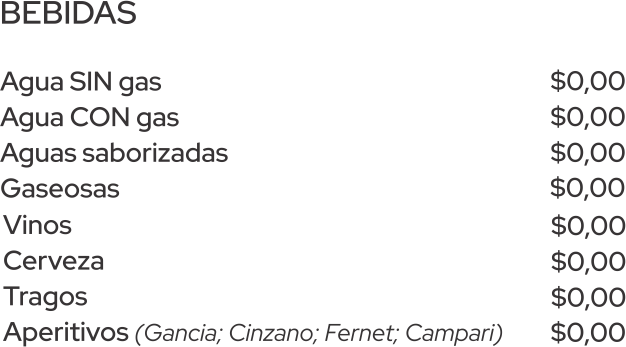 BEBIDAS
Agua SIN gas $0,00
Agua CON gas $0,00
Aguas saborizadas $0,00
Gaseosas $0,00
Vinos $0,00
Cerveza $0,00
Tragos $0,00
Aperitivos (Gancia; Cinzano; Fernet; Campari) $0,00